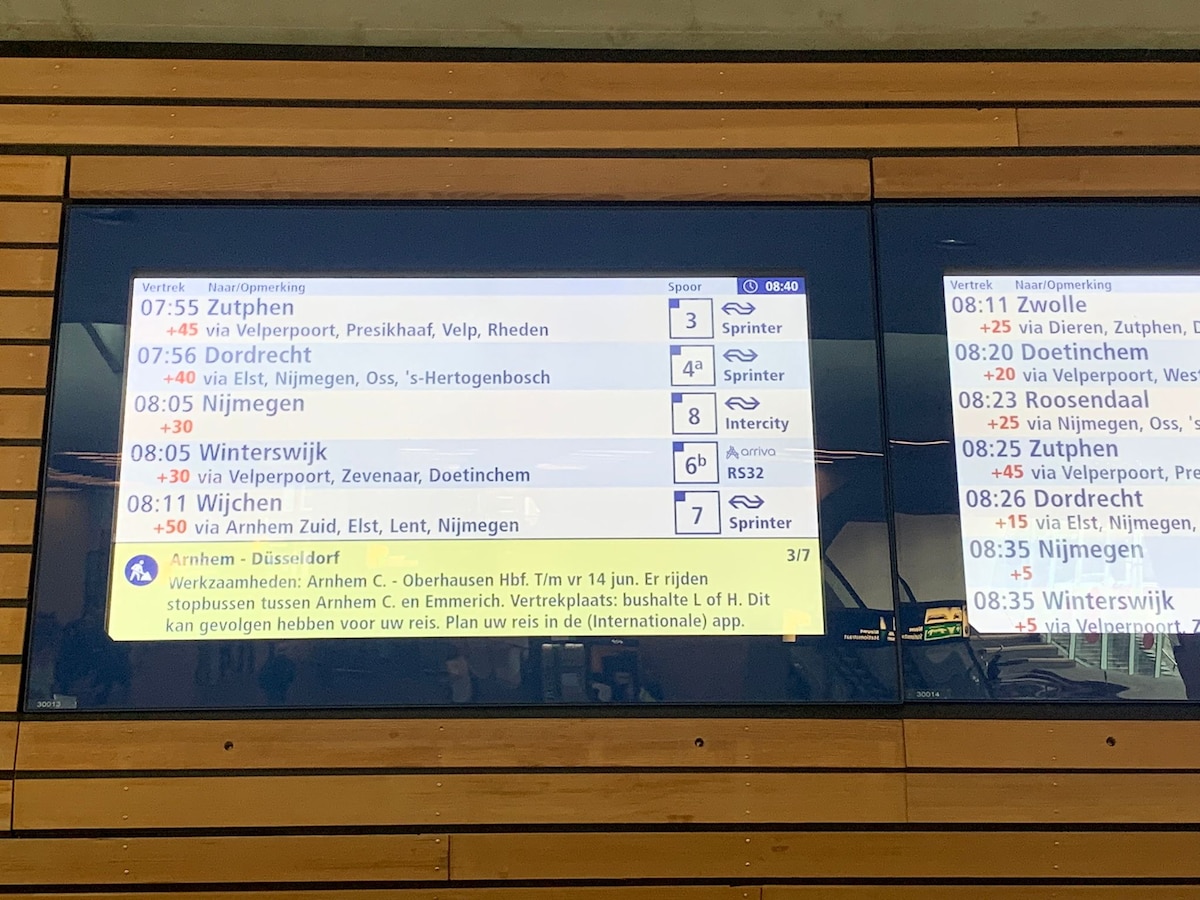 Vertrek Naar/Opmerking Spoor 08:40
07:55 Zutphen 3
+45 via Velperpoort, Presikhaaf, Velp, Rheden Sprinter
07:56 Dordrecht 4a
+40 via Elst, Nijmegen, Oss, 's-Hertogenbosch Sprinter
08:05 Nijmegen 8
+30 Intercity
08:05 Winterswijk 6b arriva
+30 via Velperpoort, Zevenaar, Doetinchem RS32
08:11 Wijchen 7
+50 via Arnhem Zuid, Elst, Lent, Nijmegen Sprinter
Arnhem - Düsseldorf 3/7
Werkzaamheden: Arnhem C. - Oberhausen Hbf. T/m vr 14 jun. Er rijden
stopbussen tussen Arnhem C. en Emmerich. Vertrekplaats: bushalte L of H. Dit
kan gevolgen hebben voor uw reis. Plan uw reis in de (Internationale) app.
30013
Vertrek Naar/Opmerking
08:11 Zwolle
+25 via Dieren, Zutphen, D
08:20 Doetinchem
+20 via Velperpoort, West
08:23 Roosendaal
+25 via Nijmegen, Oss, 's
08:25 Zutphen
+45 via Velperpoort, Pre
08:26 Dordrecht
+15 via Elst, Nijmegen,
08:35 Nijmegen
+5
08:35 Winterswijk
+5 via Velperpoort, Z
30014